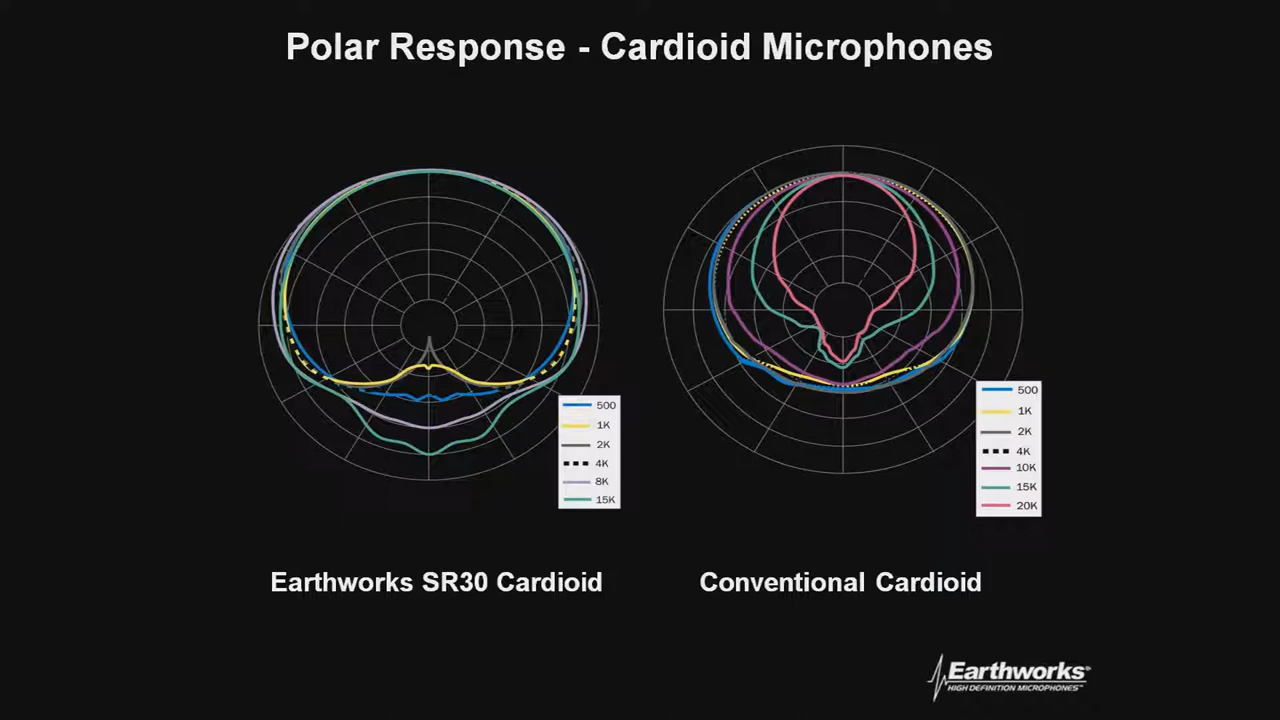 Polar Response - Cardioid Microphones
500
1K
2K
4K
8K
15K
500
1K
2K
4K
10K
15K
20K
Earthworks SR30 Cardioid
Conventional Cardioid
Earthworks®
HIGH DEFINITION MICROPHONES™